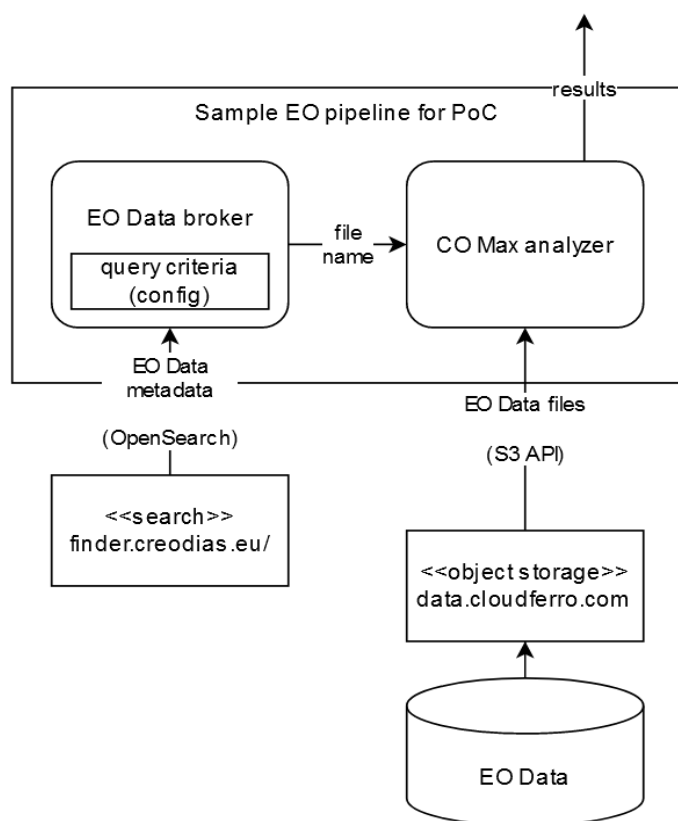 results
Sample EO pipeline for PoC
EO Data broker
query criteria
(config)
file
name
CO Max analyzer
EO Data
metadata
(OpenSearch)
<<search>>
finder.creodias.eu/
EO Data files
(S3 API)
<<object storage>>
data.cloudferro.com
EO Data